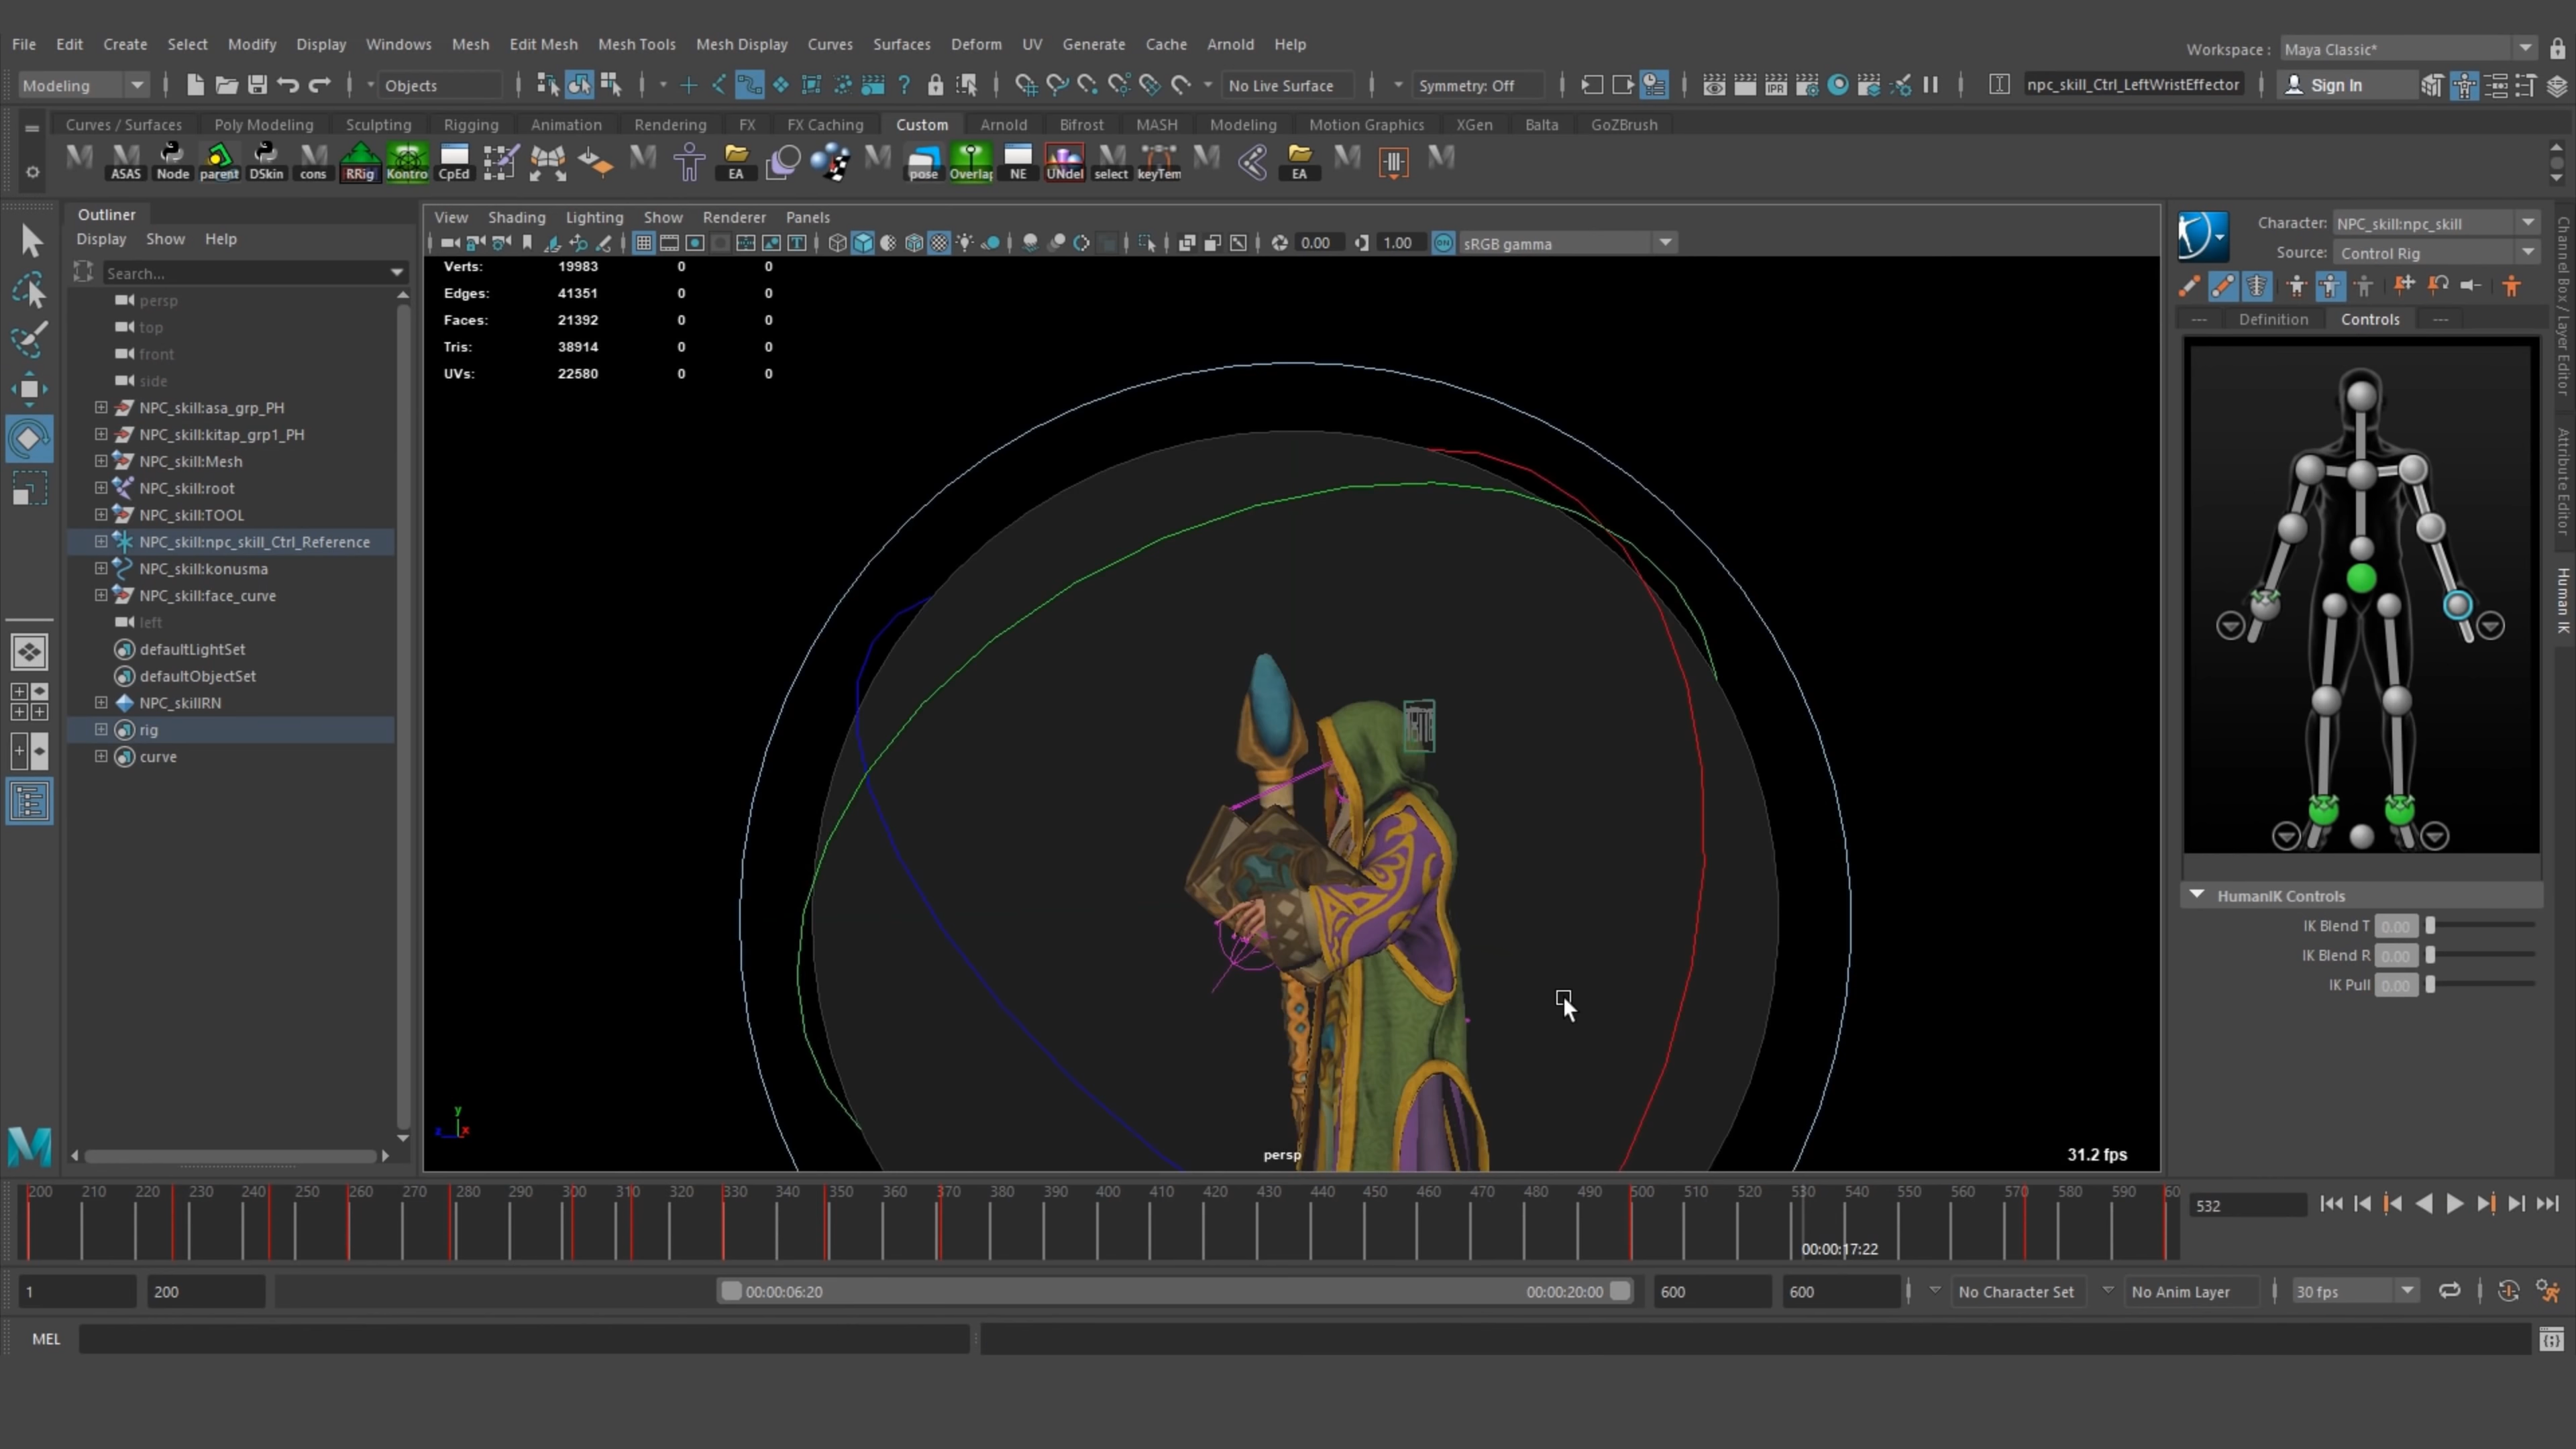 File Edit Create Select Modify Display Windows Mesh Edit Mesh Mesh Tools Mesh Display Curves Surfaces Deform UV Generate Cache Arnold Help
Workspace : Maya Classic*
Modeling Objects No Live Surface Symmetry: Off IPR npc_skill_Ctrl_LeftWristEffector Sign In
Curves / Surfaces Poly Modeling Sculpting Rigging Animation Rendering FX FX Caching Custom Arnold Bifrost MASH Modeling Motion Graphics XGen Balta GoZBrush
ASAS Node parent DSkin cons RRig Kontro CpEd EA pose Overlap NE UNdel select keyTem EA
Outliner
Display Show Help
Search...
persp
top
front
side
NPC_skill:asa_grp_PH
NPC_skill:kitap_grp1_PH
NPC_skill:Mesh
NPC_skill:root
NPC_skill:TOOL
NPC_skill:npc_skill_Ctrl_Reference
NPC_skill:konusma
NPC_skill:face_curve
left
defaultLightSet
defaultObjectSet
NPC_skillRN
rig
curve
View Shading Lighting Show Renderer Panels
0.00 1.00 ON sRGB gamma
Verts: 19983 0 0
Edges: 41351 0 0
Faces: 21392 0 0
Tris: 38914 0 0
UVs: 22580 0 0
y
z x
persp
31.2 fps
Character: NPC_skill:npc_skill
Source: Control Rig
--- Definition Controls ---
HumanIK Controls
IK Blend T 0.00
IK Blend R 0.00
IK Pull 0.00
Channel Box / Layer Editor
Attribute Editor
Human IK
200 210 220 230 240 250 260 270 280 290 300 310 320 330 340 350 360 370 380 390 400 410 420 430 440 450 460 470 480 490 500 510 520 530 540 550 560 570 580 590 60
00:00:17:22
532
1 200 00:00:06:20 00:00:20:00 600 600 No Character Set No Anim Layer 30 fps
MEL